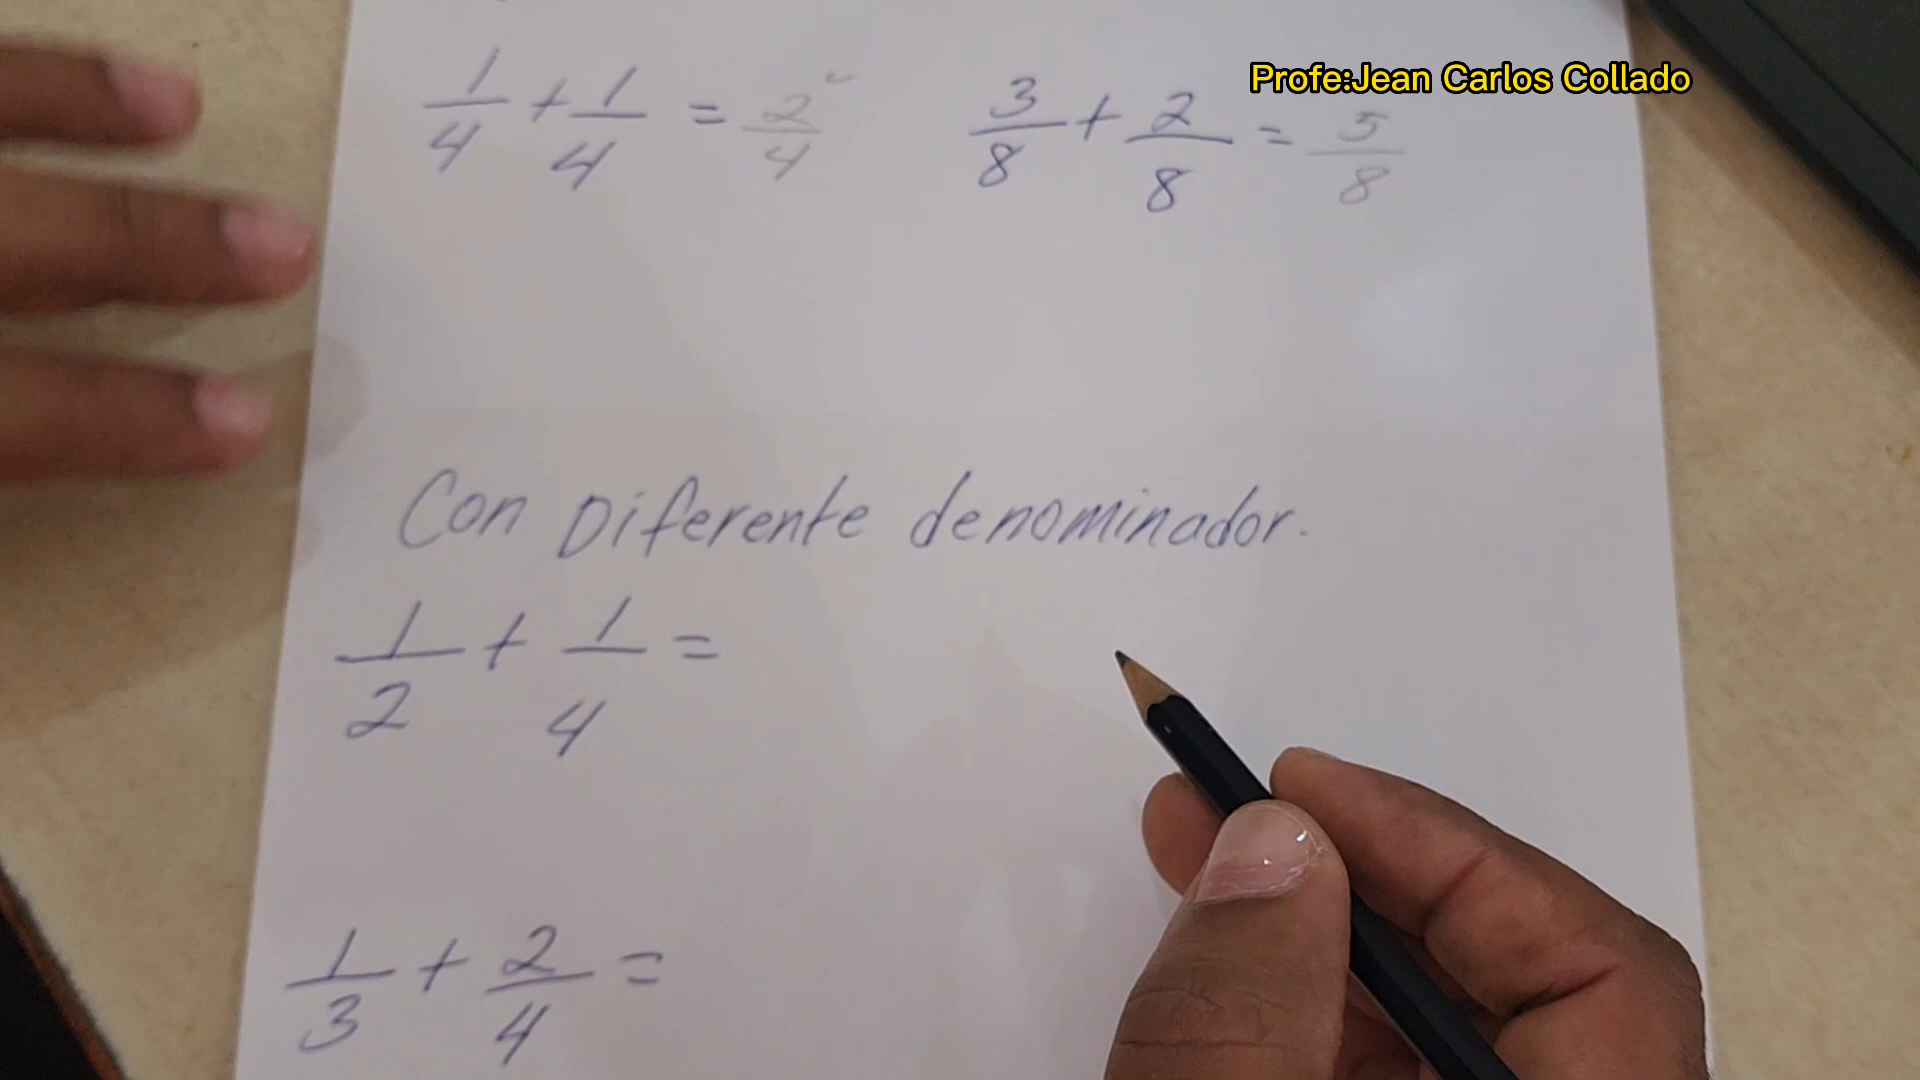 Profe:Jean Carlos Collado
1/4 + 1/4 = 2/4    3/8 + 2/8 = 5/8
Con Diferente denominador.
1/2 + 1/4 =
1/3 + 2/4 =